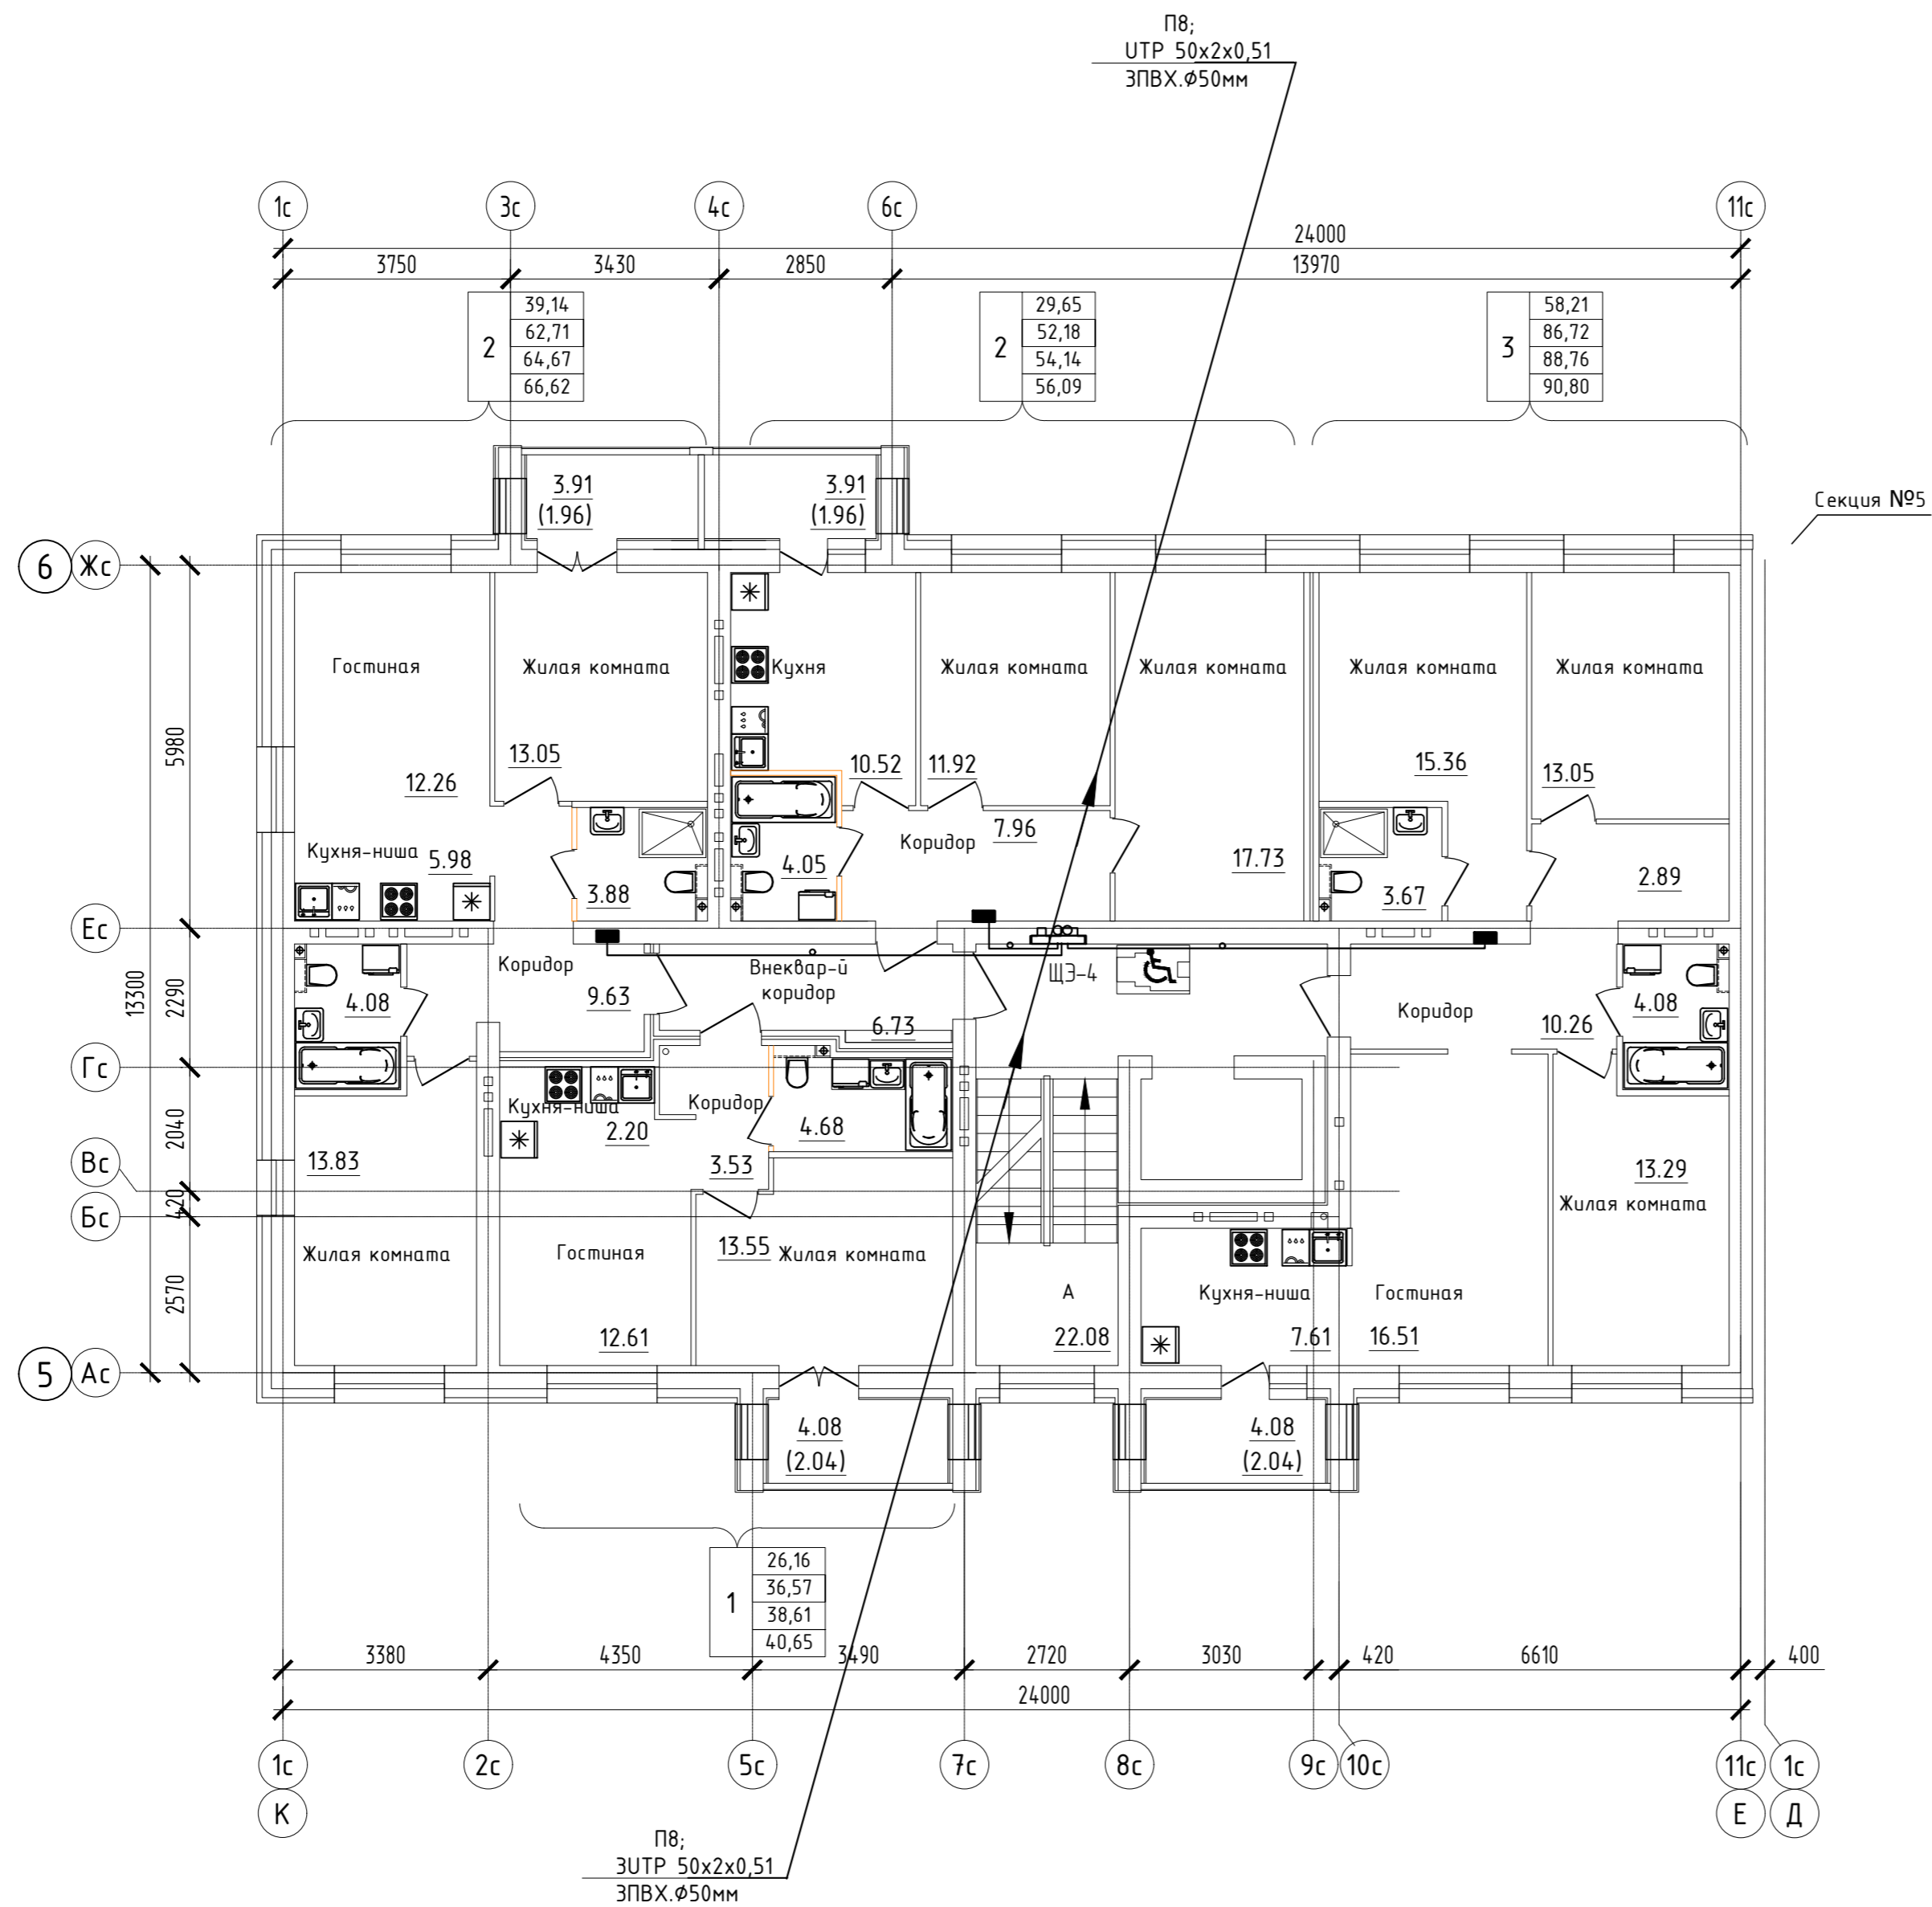 П8;
UTP 50x2x0,51
3ПВХ.Ф50мм
1с
3с
4с
6с
11с
24000
3750
3430
2850
13970
2
39,14
62,71
64,67
66,62
2
29,65
52,18
54,14
56,09
3
58,21
86,72
88,76
90,80
3.91
(1.96)
3.91
(1.96)
Секция №5
6
Жс
Гостиная
Жилая комната
Кухня
Жилая комната
Жилая комната
Жилая комната
Жилая комната
5980
13.05
12.26
10.52
11.92
15.36
13.05
Коридор
7.96
Кухня-ниша
5.98
4.05
17.73
3.88
3.67
2.89
Ес
Коридор
Внеквар-й
коридор
ЩЭ-4
13300
2290
4.08
9.63
6.73
Коридор
10.26
4.08
Гс
Кухня-ниша
2.20
Коридор
4.68
2040
13.83
3.53
13.29
Вс
420
Бс
Жилая комната
Жилая комната
Гостиная
13.55
Жилая комната
2570
А
Кухня-ниша
Гостиная
12.61
22.08
7.61
16.51
5
Ас
4.08
(2.04)
4.08
(2.04)
1
26,16
36,57
38,61
40,65
3380
4350
3490
2720
3030
420
6610
400
24000
1с
2с
5с
7с
8с
9с
10с
11с
1с
К
Е
Д
П8;
3UTP 50x2x0,51
3ПВХ.Ф50мм